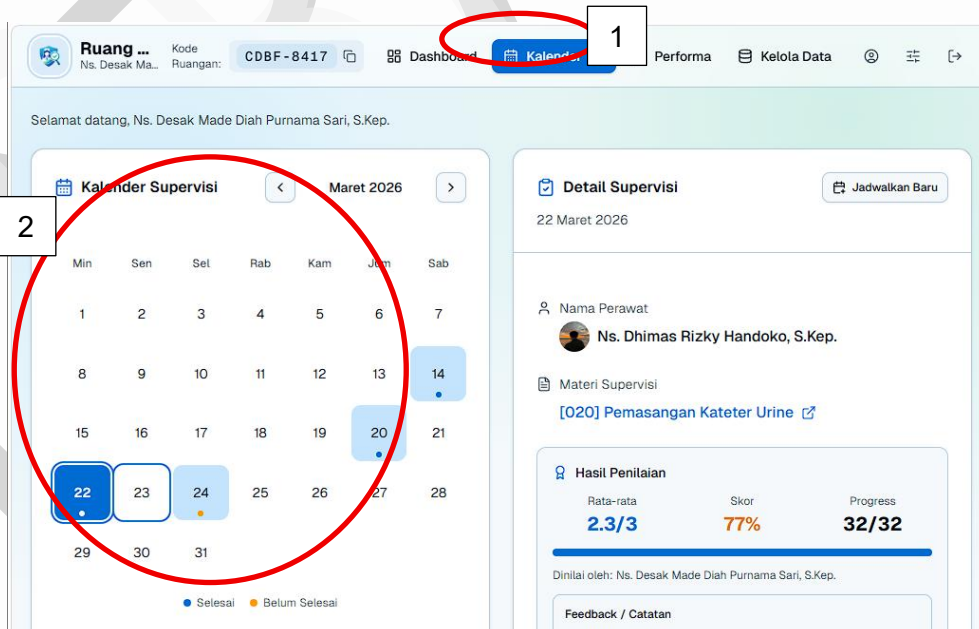 1
Ruang ...
Ns. Desak Ma...
Kode
Ruangan:
CDBF-8417
Dashboard
Kalender
Performa
Kelola Data
Selamat datang, Ns. Desak Made Diah Purnama Sari, S.Kep.
2
Kalender Supervisi
Maret 2026
Min Sen Sel Rab Kam Jum Sab
1 2 3 4 5 6 7
8 9 10 11 12 13 14
15 16 17 18 19 20 21
22 23 24 25 26 27 28
29 30 31
Selesai Belum Selesai
Detail Supervisi
Jadwalkan Baru
22 Maret 2026
Nama Perawat
Ns. Dhimas Rizky Handoko, S.Kep.
Materi Supervisi
[020] Pemasangan Kateter Urine
Hasil Penilaian
Rata-rata Skor Progress
2.3/3 77% 32/32
Dinilai oleh: Ns. Desak Made Diah Purnama Sari, S.Kep.
Feedback / Catatan